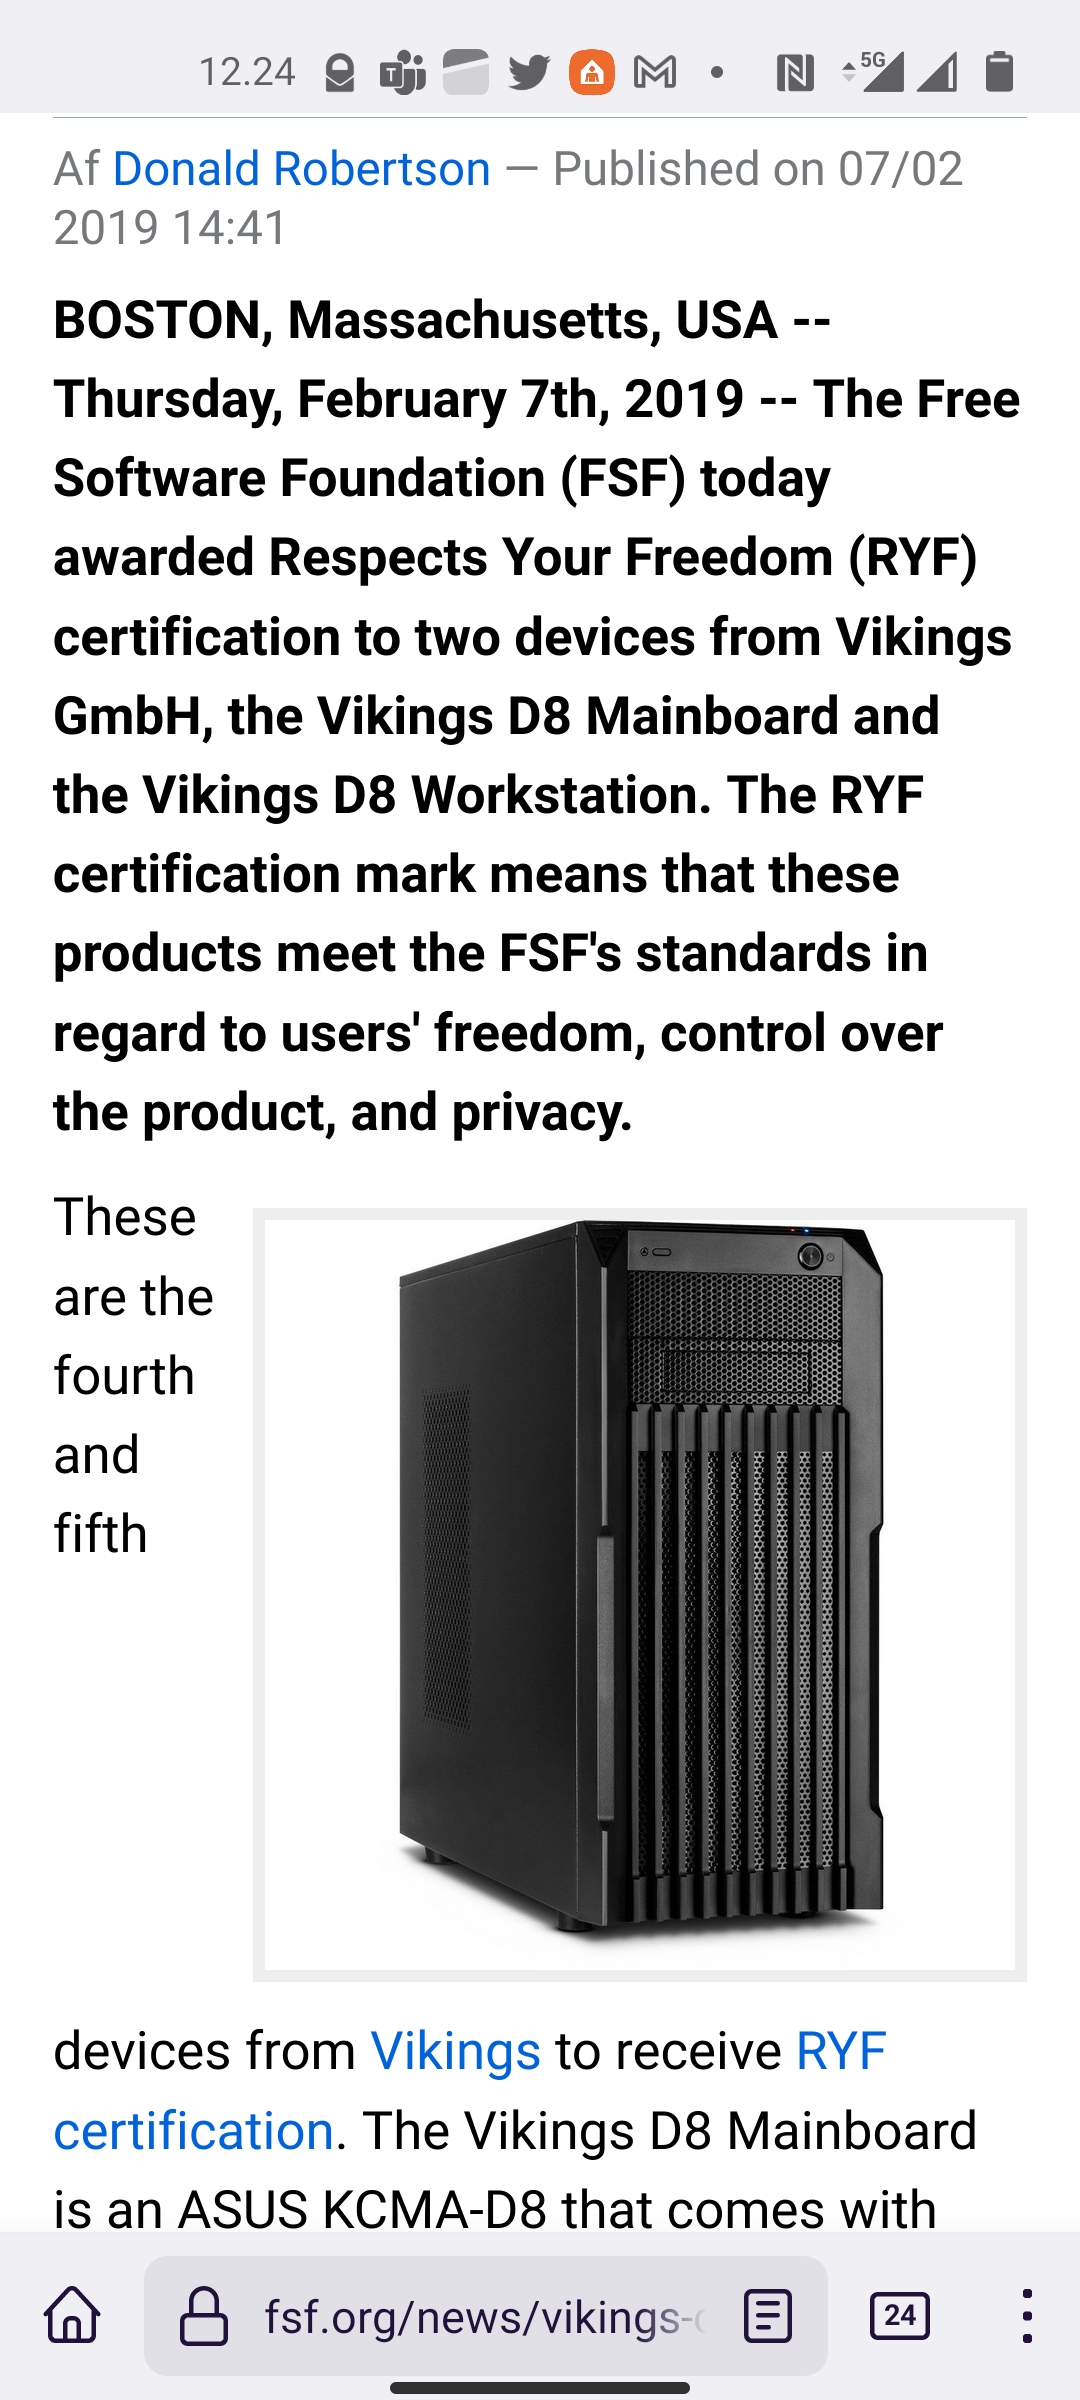 12.24
5G
Af Donald Robertson — Published on 07/02
2019 14:41
BOSTON, Massachusetts, USA --
Thursday, February 7th, 2019 -- The Free
Software Foundation (FSF) today
awarded Respects Your Freedom (RYF)
certification to two devices from Vikings
GmbH, the Vikings D8 Mainboard and
the Vikings D8 Workstation. The RYF
certification mark means that these
products meet the FSF's standards in
regard to users' freedom, control over
the product, and privacy.
These
are the
fourth
and
fifth
devices from Vikings to receive RYF
certification. The Vikings D8 Mainboard
is an ASUS KCMA-D8 that comes with
fsf.org/news/vikings-
24